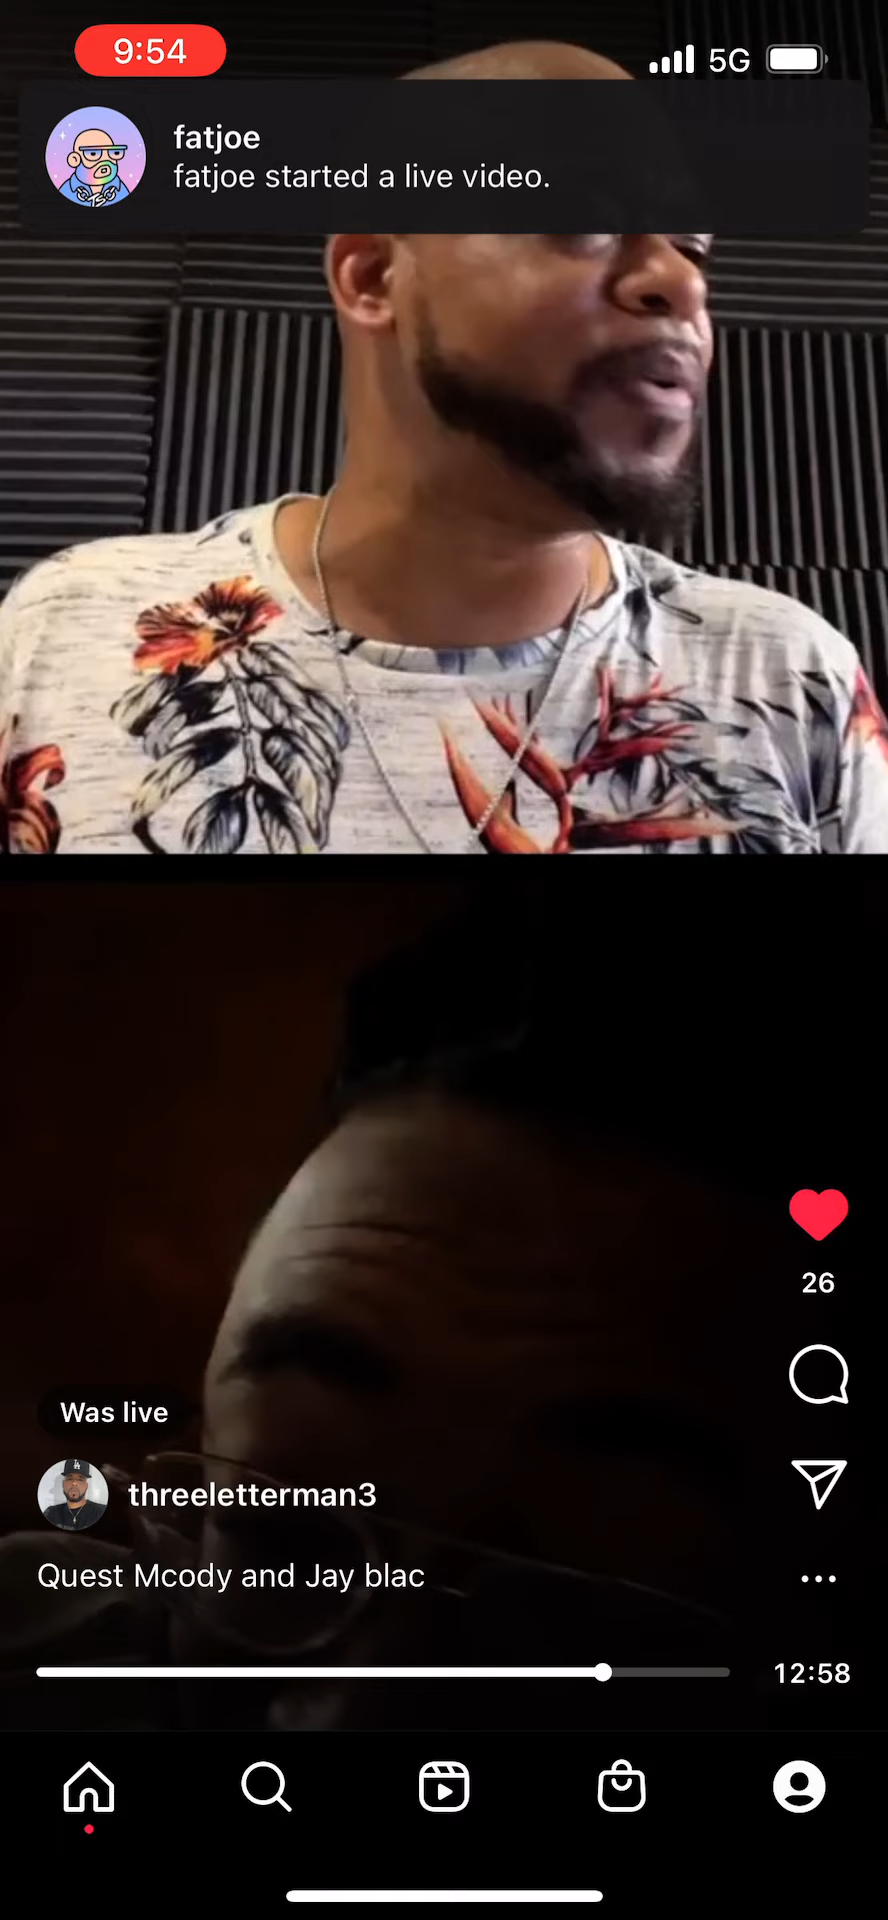 9:54
5G
fatjoe
fatjoe started a live video.
26
Was live
threeletterman3
Quest Mcody and Jay blac
12:58